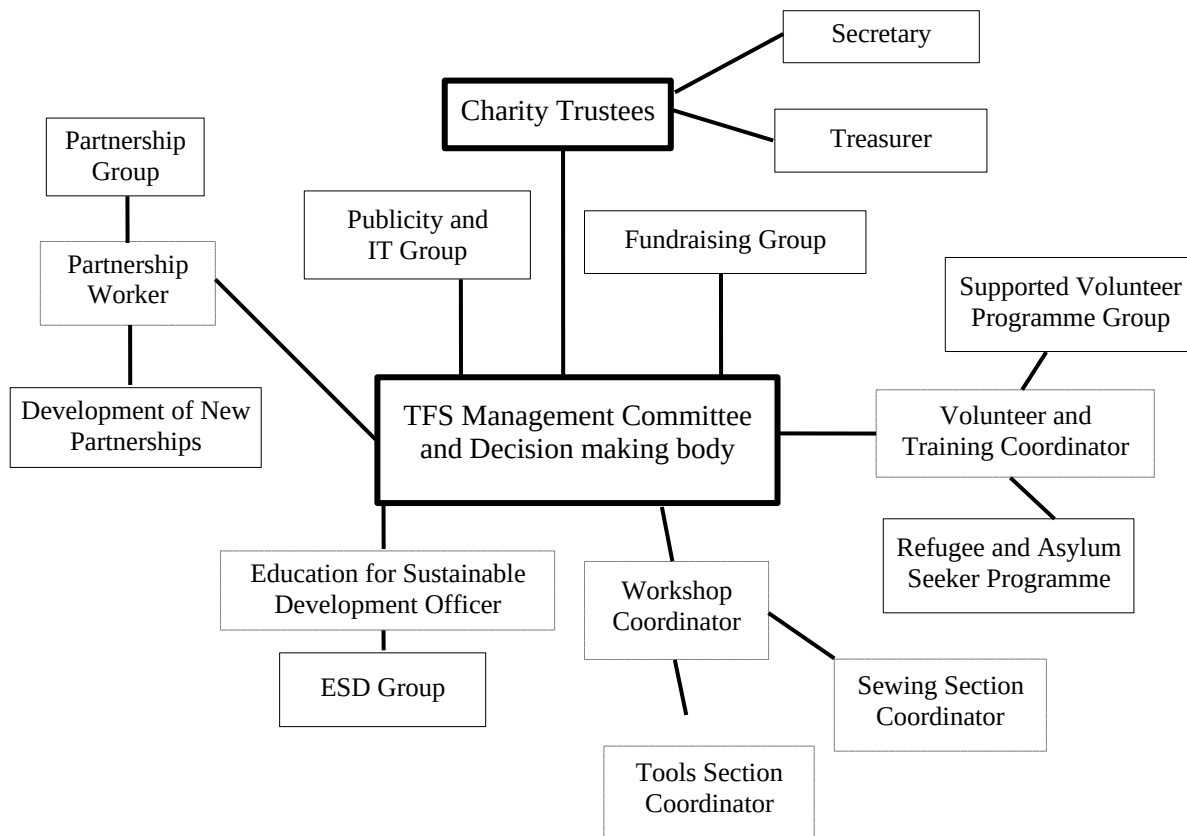 Secretary
Charity Trustees
Treasurer
Partnership
Group
Publicity and
IT Group
Fundraising Group
Partnership
Worker
Supported Volunteer
Programme Group
Development of New
Partnerships
TFS Management Committee
and Decision making body
Volunteer and
Training Coordinator
Refugee and Asylum
Seeker Programme
Education for Sustainable
Development Officer
Workshop
Coordinator
ESD Group
Sewing Section
Coordinator
Tools Section
Coordinator